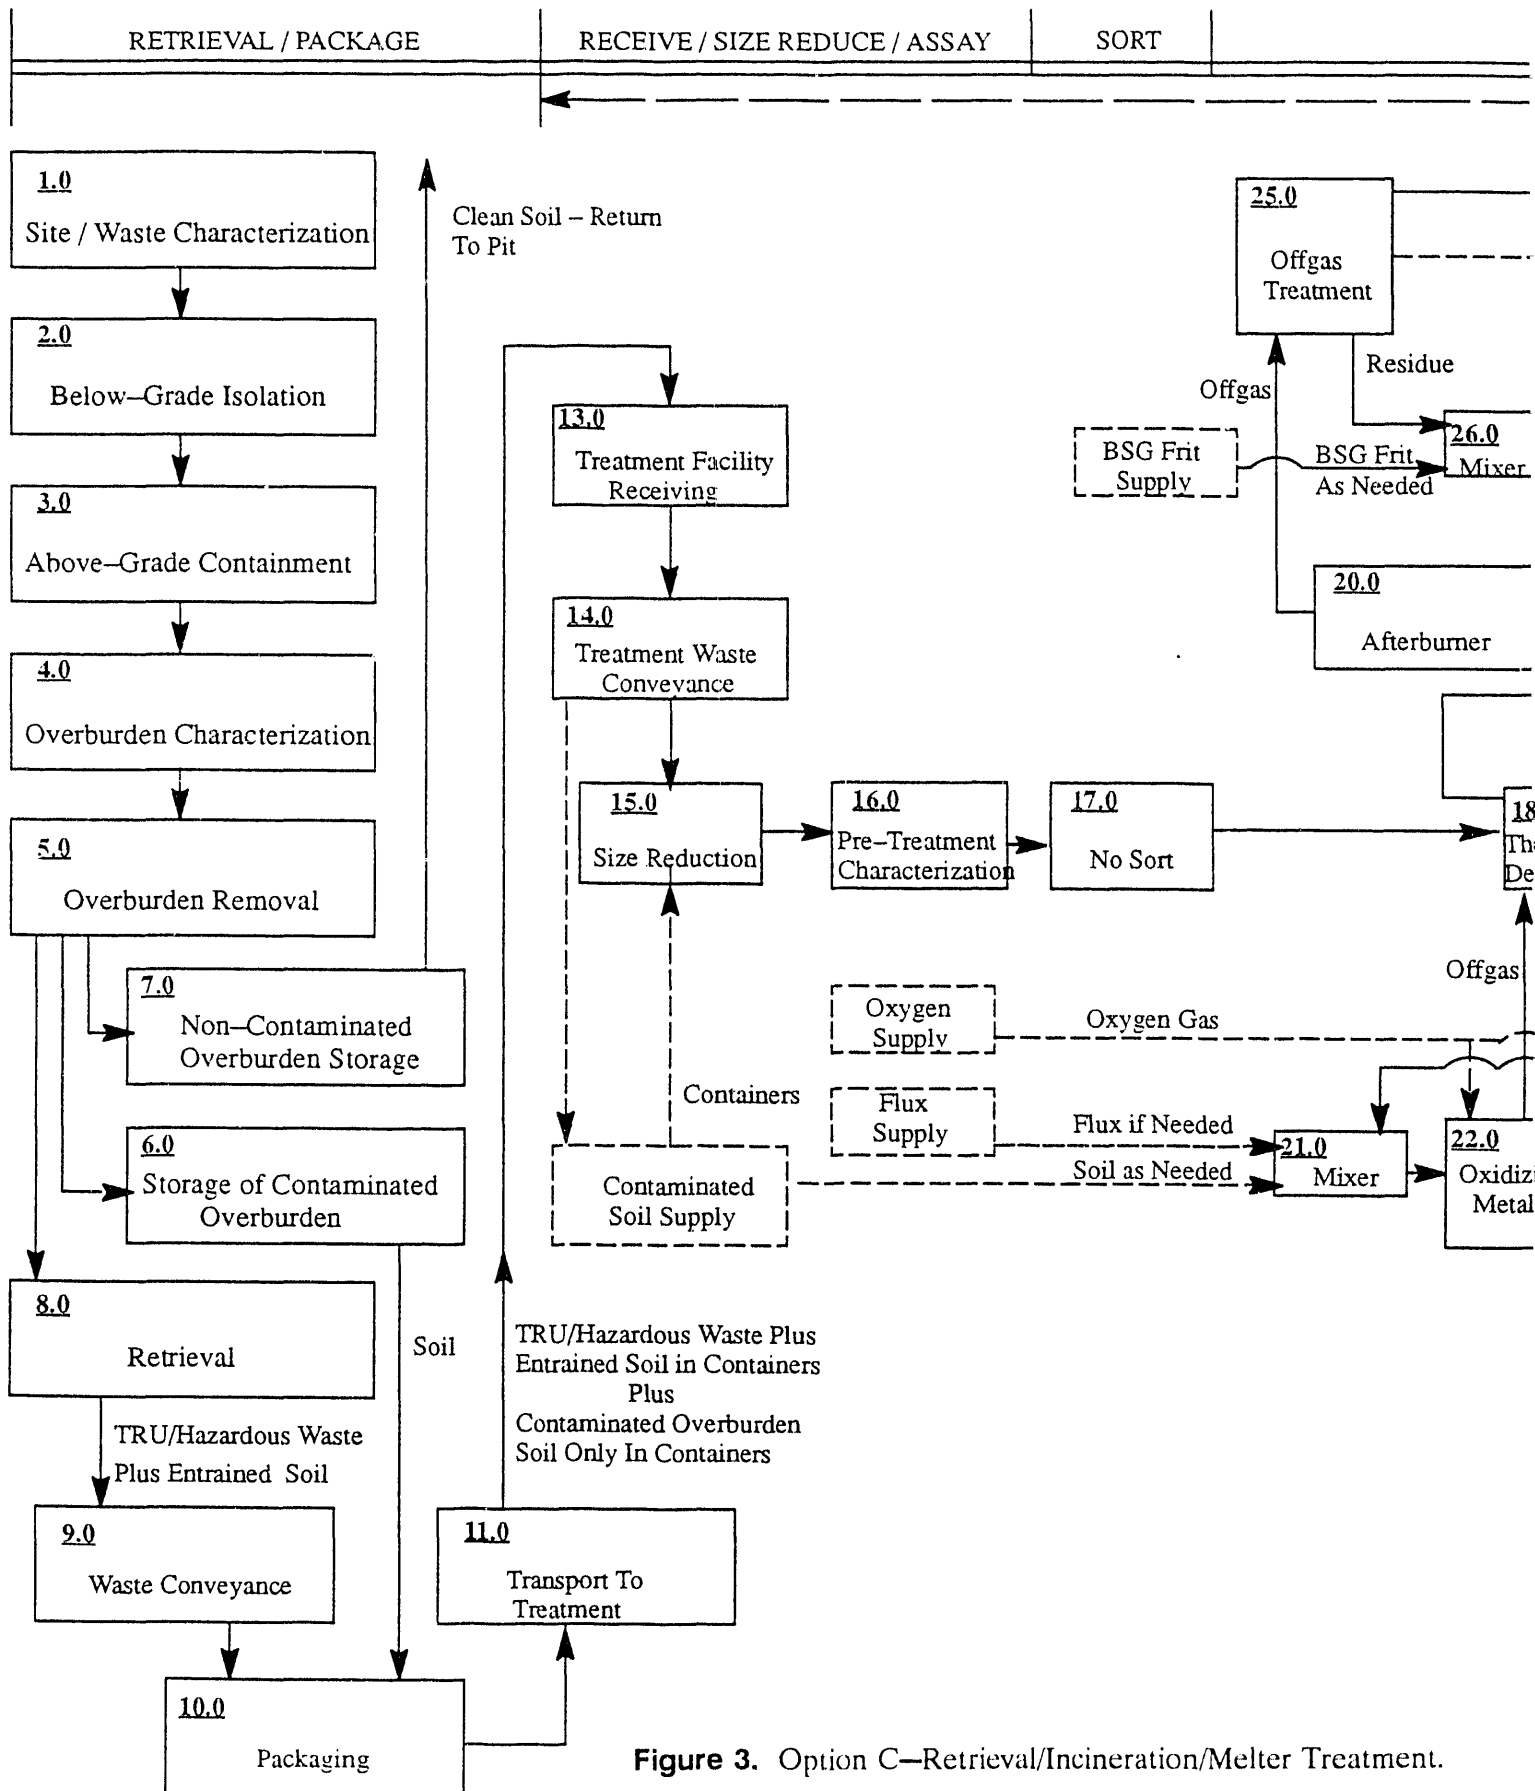 RETRIEVAL / PACKAGE
RECEIVE / SIZE REDUCE / ASSAY
SORT
1.0
Site / Waste Characterization
2.0
Below–Grade Isolation
3.0
Above–Grade Containment
4.0
Overburden Characterization
5.0
Overburden Removal
7.0
Non–Contaminated
Overburden Storage
Clean Soil – Return
To Pit
6.0
Storage of Contaminated
Overburden
8.0
Retrieval
Soil
TRU/Hazardous Waste
Plus Entrained Soil
9.0
Waste Conveyance
10.0
Packaging
11.0
Transport To
Treatment
TRU/Hazardous Waste Plus
Entrained Soil in Containers
Plus
Contaminated Overburden
Soil Only In Containers
13.0
Treatment Facility
Receiving
14.0
Treatment Waste
Conveyance
15.0
Size Reduction
16.0
Pre–Treatment
Characterization
17.0
No Sort
Containers
Contaminated
Soil Supply
Oxygen
Supply
Oxygen Gas
Flux
Supply
Flux if Needed
Soil as Needed
21.0
Mixer
22.0
Oxidizi
Metal
Offgas
18
The
De
20.0
Afterburner
25.0
Offgas
Treatment
Offgas
Residue
BSG Frit
Supply
BSG Frit
As Needed
26.0
Mixer
Figure 3. Option C—Retrieval/Incineration/Melter Treatment.